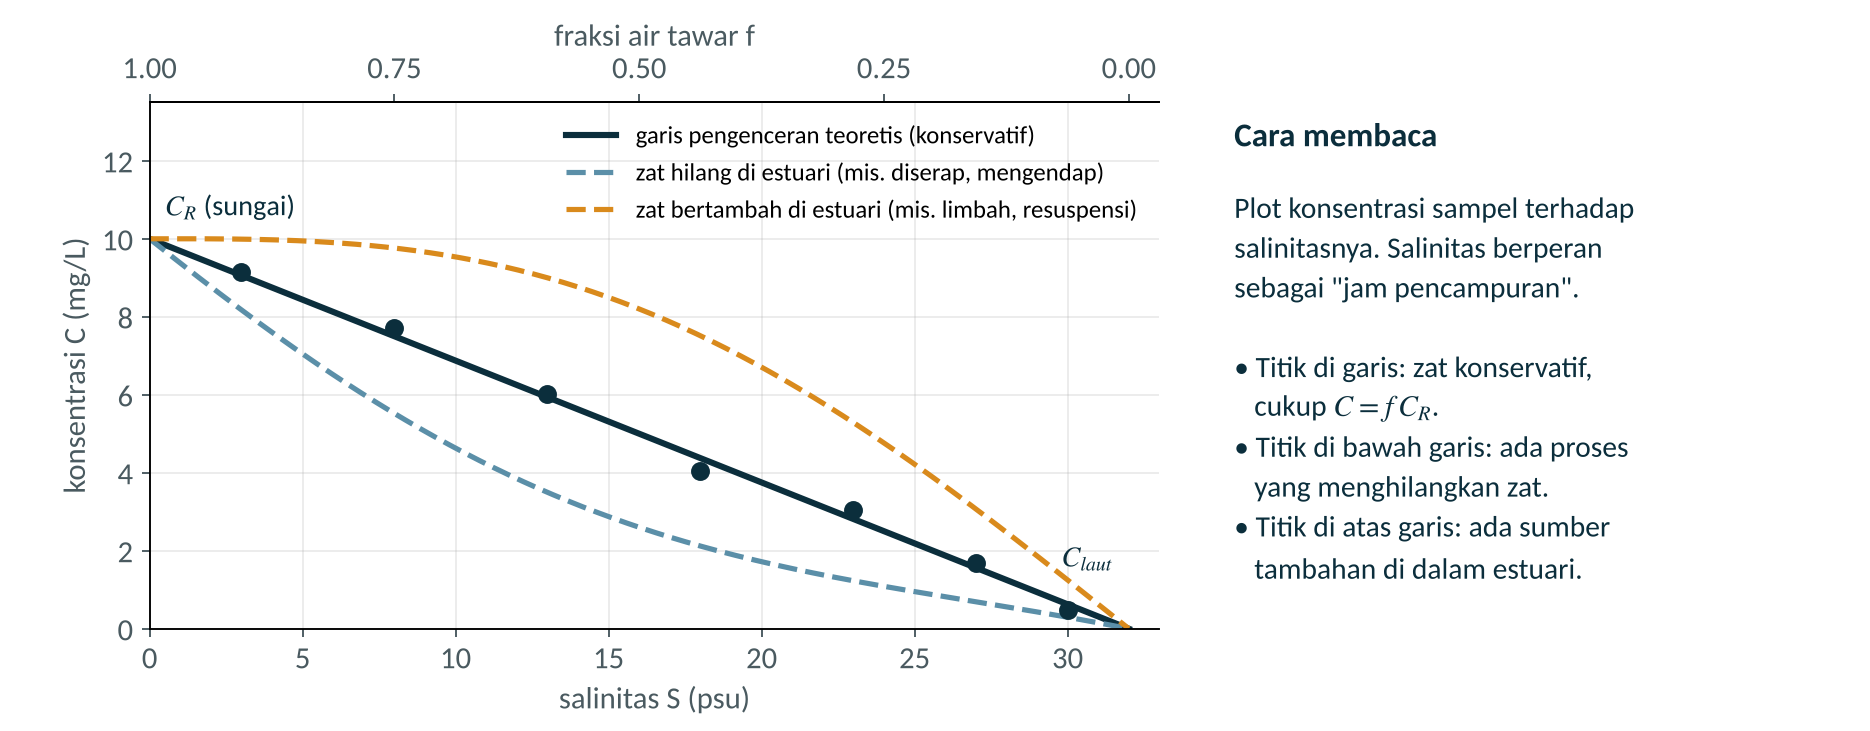 fraksi air tawar f
1.00 0.75 0.50 0.25 0.00
garis pengenceran teoretis (konservatif)
zat hilang di estuari (mis. diserap, mengendap)
zat bertambah di estuari (mis. limbah, resuspensi)
C_R (sungai)
C_laut
konsentrasi C (mg/L)
12
10
8
6
4
2
0
0 5 10 15 20 25 30
salinitas S (psu)
Cara membaca
Plot konsentrasi sampel terhadap
salinitasnya. Salinitas berperan
sebagai "jam pencampuran".
• Titik di garis: zat konservatif,
cukup C = f C_R.
• Titik di bawah garis: ada proses
yang menghilangkan zat.
• Titik di atas garis: ada sumber
tambahan di dalam estuari.